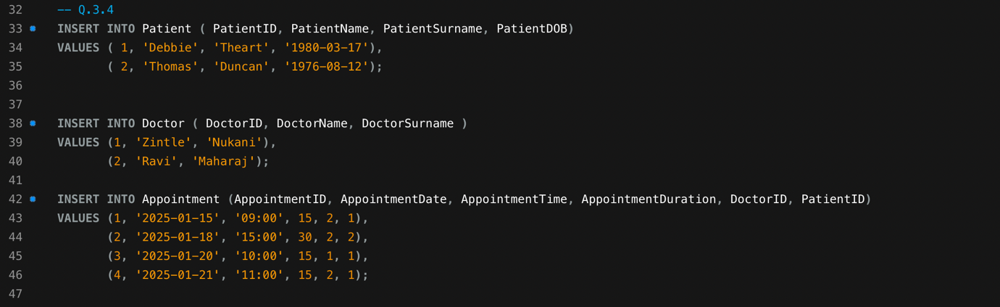 32 -- Q.3.4
33 INSERT INTO Patient ( PatientID, PatientName, PatientSurname, PatientDOB)
34 VALUES ( 1, 'Debbie', 'Theart', '1980-03-17'),
35 ( 2, 'Thomas', 'Duncan', '1976-08-12');
36
37
38 INSERT INTO Doctor ( DoctorID, DoctorName, DoctorSurname )
39 VALUES (1, 'Zintle', 'Nukani'),
40 (2, 'Ravi', 'Maharaj');
41
42 INSERT INTO Appointment (AppointmentID, AppointmentDate, AppointmentTime, AppointmentDuration, DoctorID, PatientID)
43 VALUES (1, '2025-01-15', '09:00', 15, 2, 1),
44 (2, '2025-01-18', '15:00', 30, 2, 2),
45 (3, '2025-01-20', '10:00', 15, 1, 1),
46 (4, '2025-01-21', '11:00', 15, 2, 1);
47